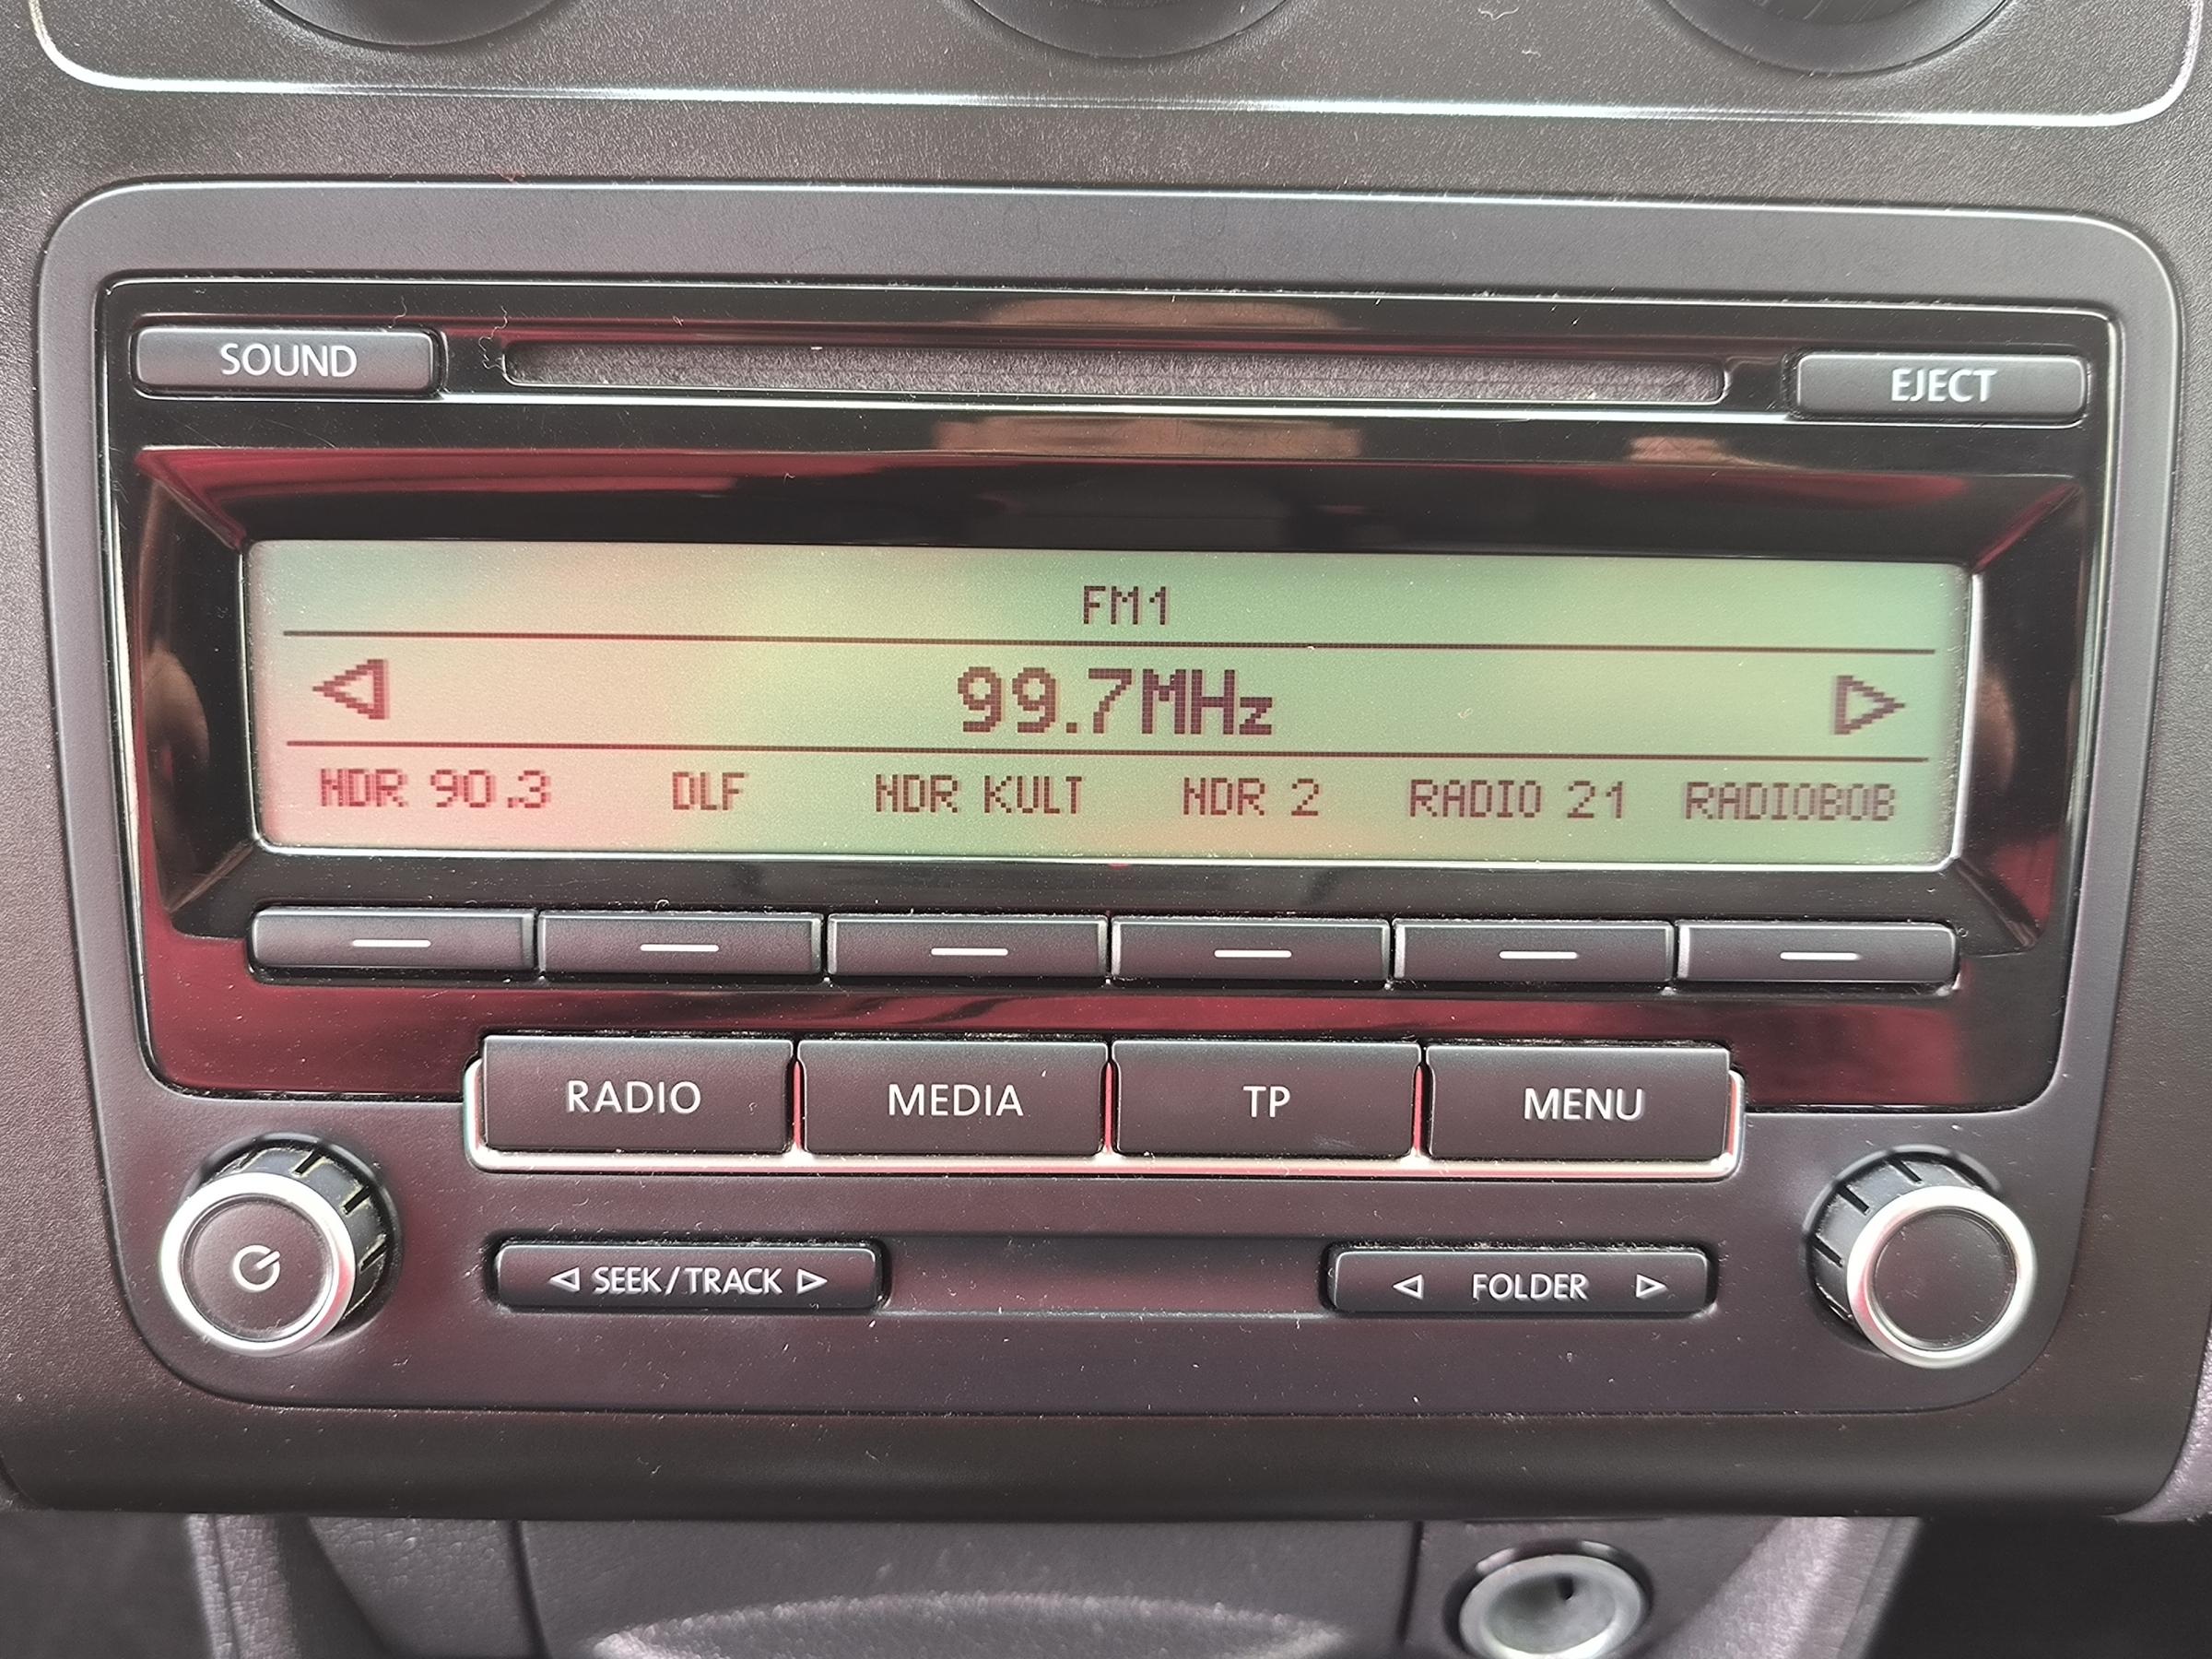 SOUND EJECT
FM1
99.7MHz
NDR 90.3 DLF NDR KULT NDR 2 RADIO 21 RADIOBOB
RADIO MEDIA TP MENU
SEEK/TRACK FOLDER